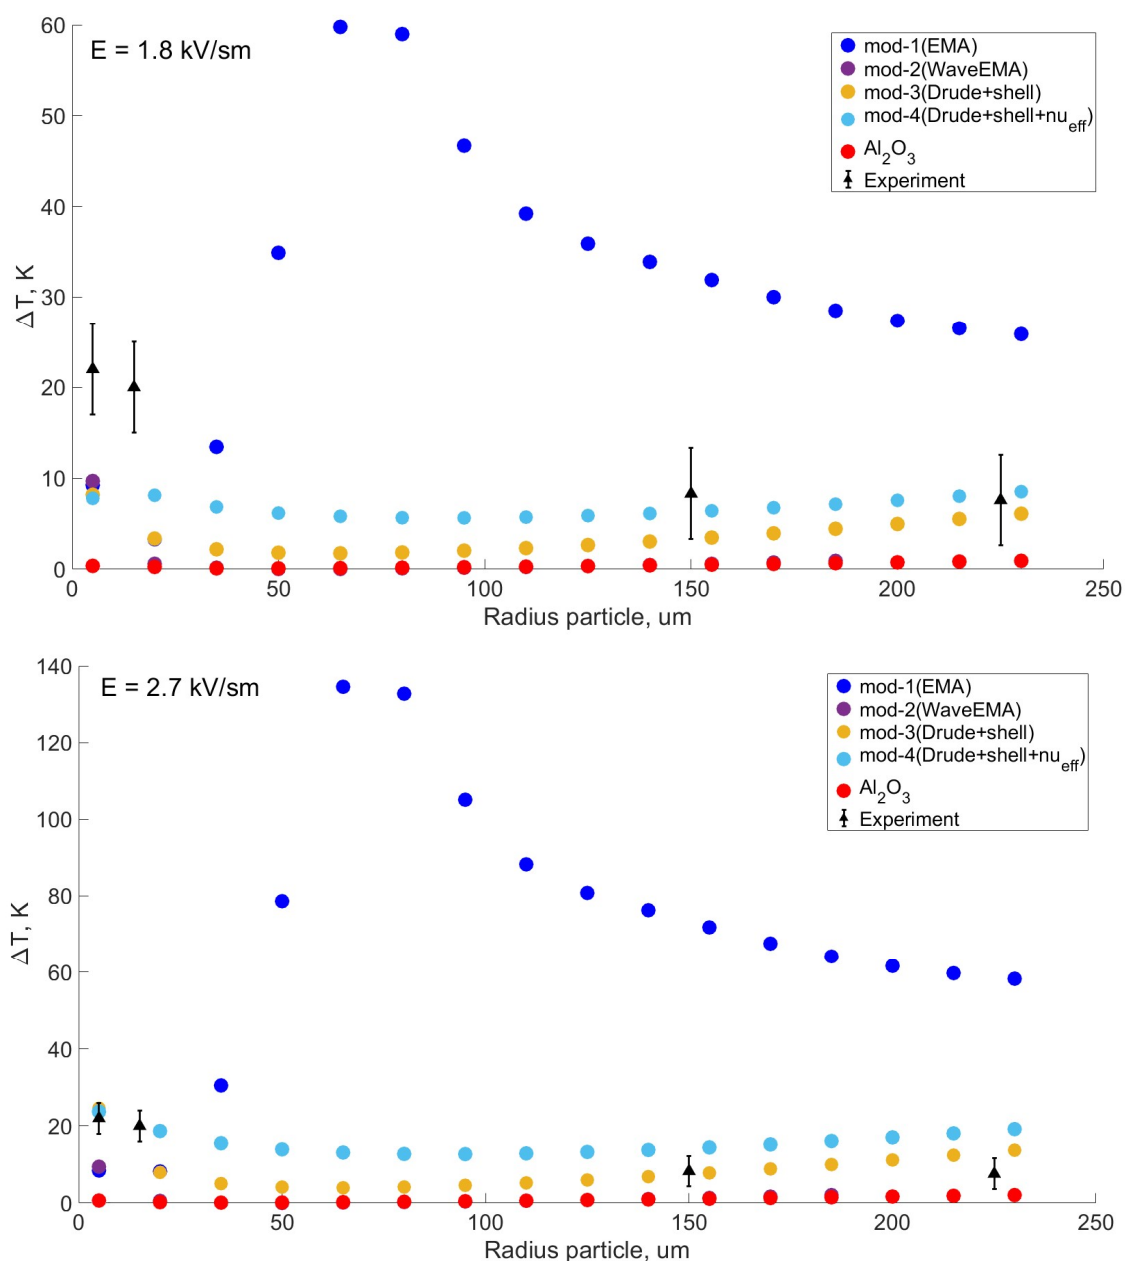 E = 1.8 kV/sm
mod-1(EMA)
mod-2(WaveEMA)
mod-3(Drude+shell)
mod-4(Drude+shell+nu_eff)
Al₂O₃
Experiment
60
50
40
30
20
10
0
ΔT, K
0 50 100 150 200 250
Radius particle, um
E = 2.7 kV/sm
mod-1(EMA)
mod-2(WaveEMA)
mod-3(Drude+shell)
mod-4(Drude+shell+nu_eff)
Al₂O₃
Experiment
140
120
100
80
60
40
20
0
ΔT, K
0 50 100 150 200 250
Radius particle, um